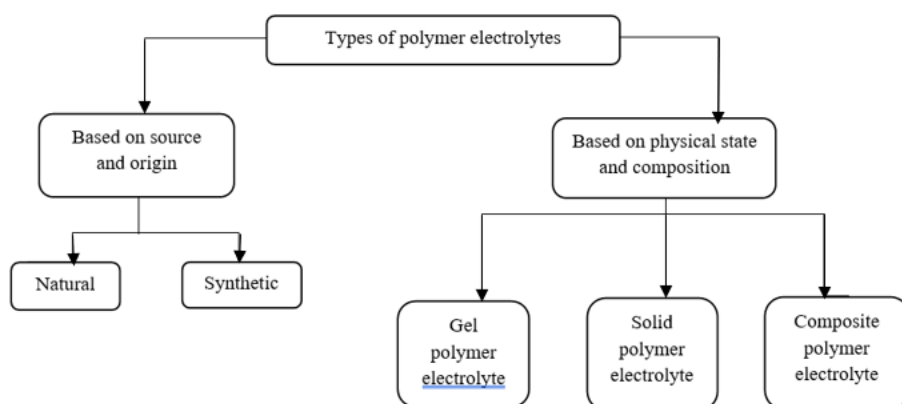 Types of polymer electrolytes
Based on source
and origin
Based on physical state
and composition
Natural
Synthetic
Gel
polymer
electrolyte
Solid
polymer
electrolyte
Composite
polymer
electrolyte